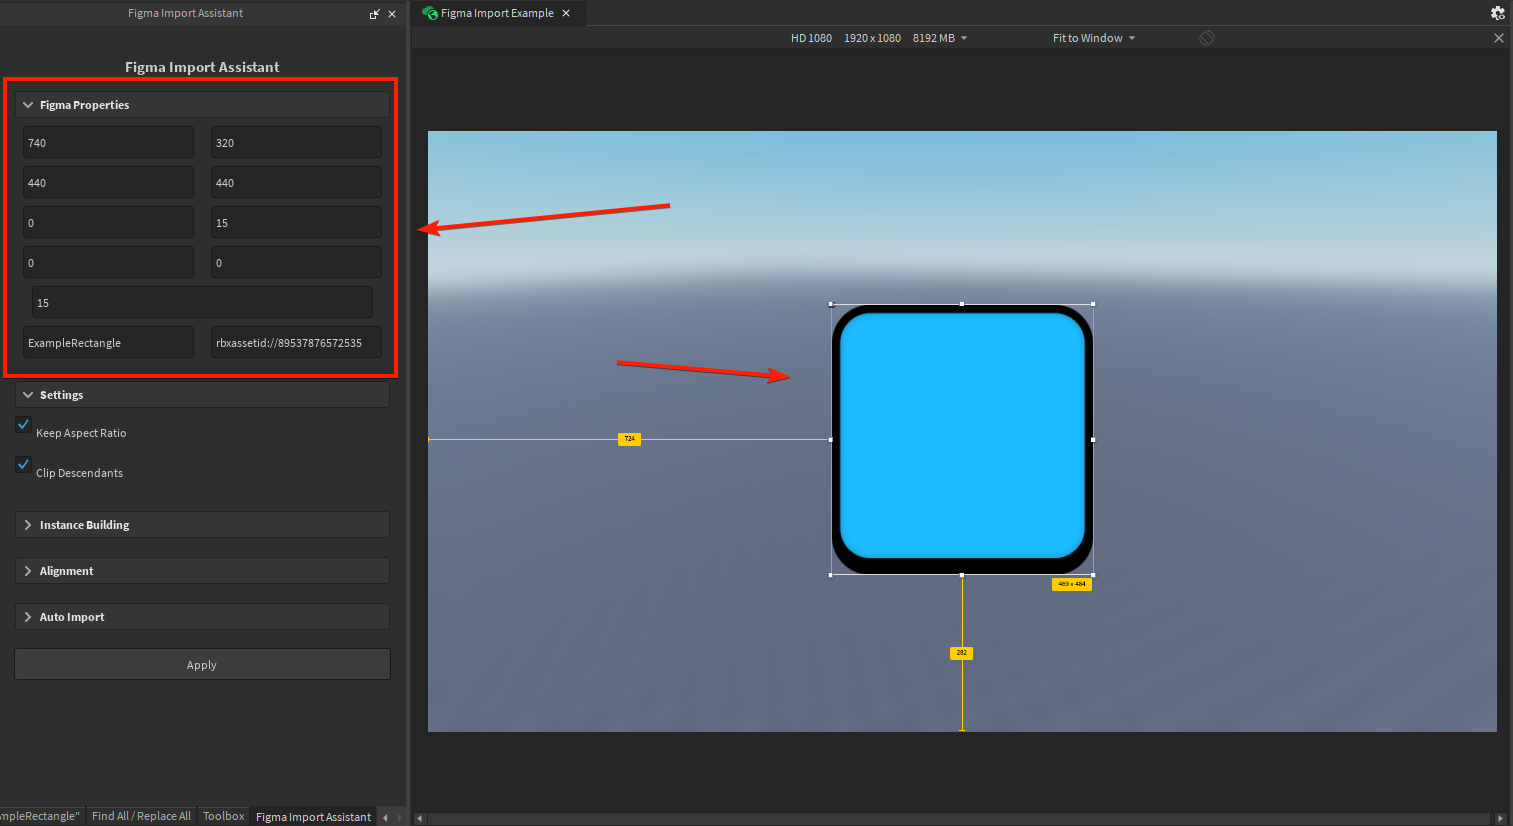 Figma Import Assistant
Figma Import Example
HD 1080 1920 x 1080 8192 MB Fit to Window
Figma Import Assistant
Figma Properties
740 320
440 440
0 15
0 0
15
ExampleRectangle rbxassetid://89537876572535
Settings
Keep Aspect Ratio
Clip Descendants
Instance Building
Alignment
Auto Import
Apply
724
469 x 484
282
mpleRectangle" Find All / Replace All Toolbox Figma Import Assistant